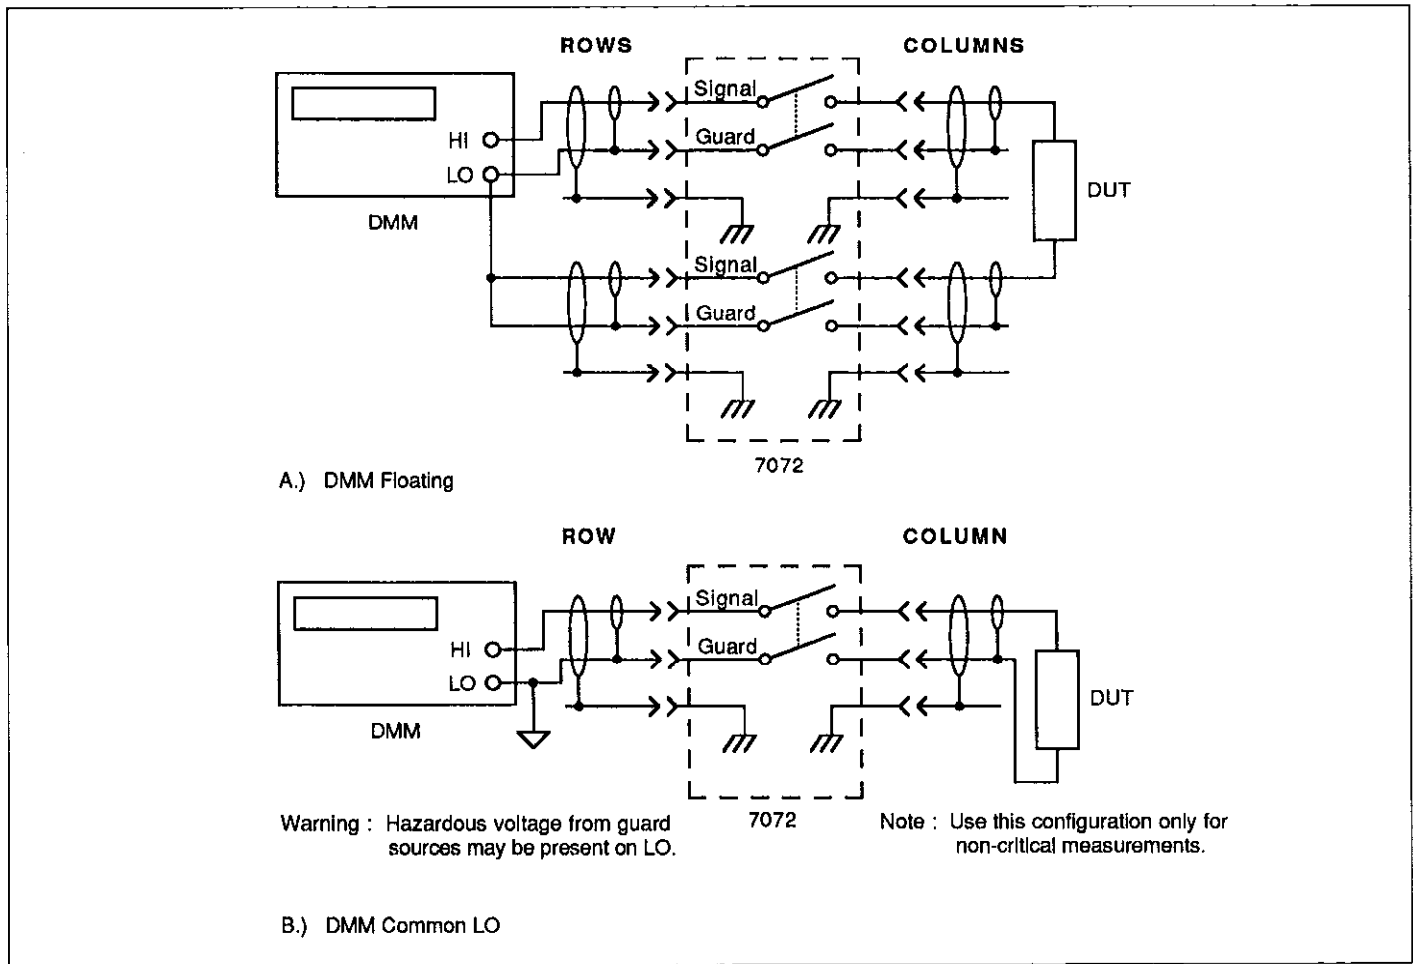 ROWS
COLUMNS
Signal
HI
Guard
LO
DUT
DMM
Signal
Guard
7072
A.) DMM Floating
ROW
COLUMN
Signal
Guard
HI
LO
DUT
DMM
Warning : Hazardous voltage from guard
sources may be present on LO.
7072
Note : Use this configuration only for
non-critical measurements.
B.) DMM Common LO